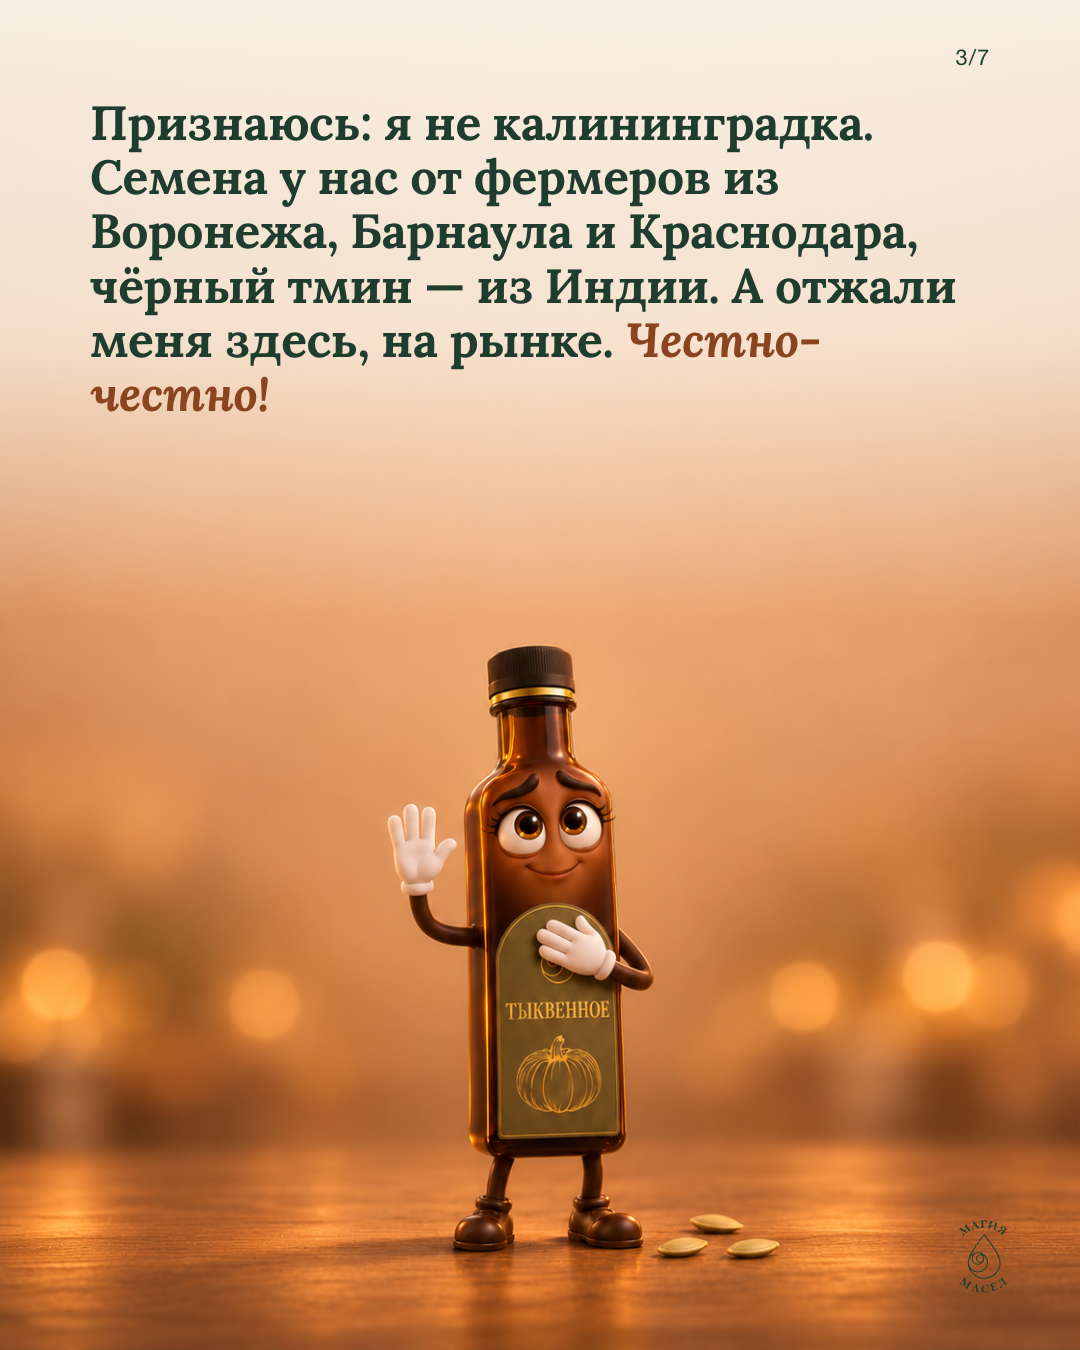 3/7
Признаюсь: я не калининградка.
Семена у нас от фермеров из
Воронежа, Барнаула и Краснодара,
чёрный тмин — из Индии. А отжали
меня здесь, на рынке. Честно-
честно!
ТЫКВЕННОЕ
МАГИЯ
МАСЕЛ